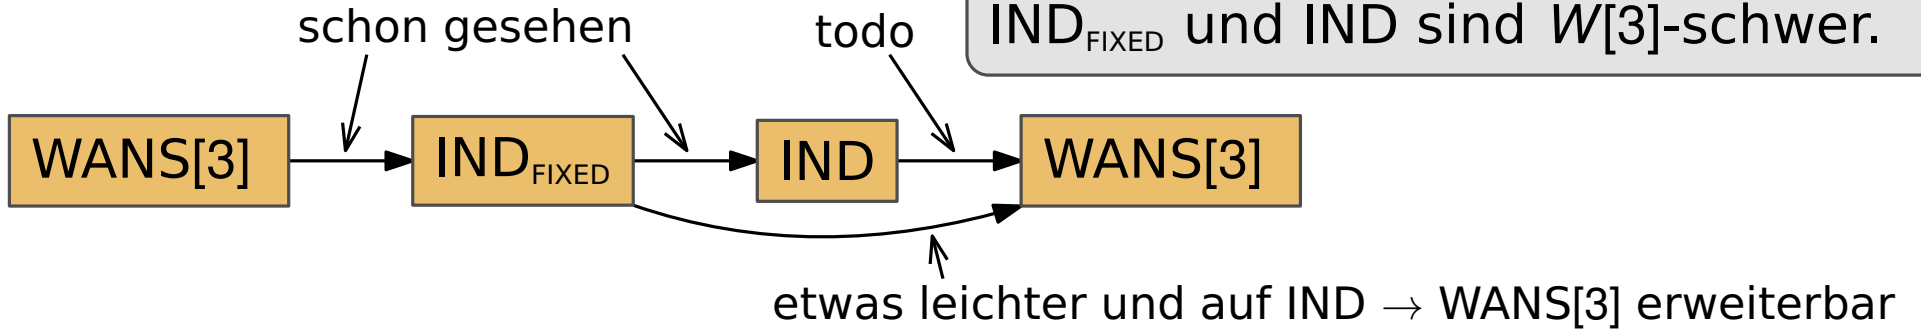 IND_FIXED und IND sind W[3]-schwer.
schon gesehen
todo
WANS[3]
IND_FIXED
IND
WANS[3]
etwas leichter und auf IND → WANS[3] erweiterbar